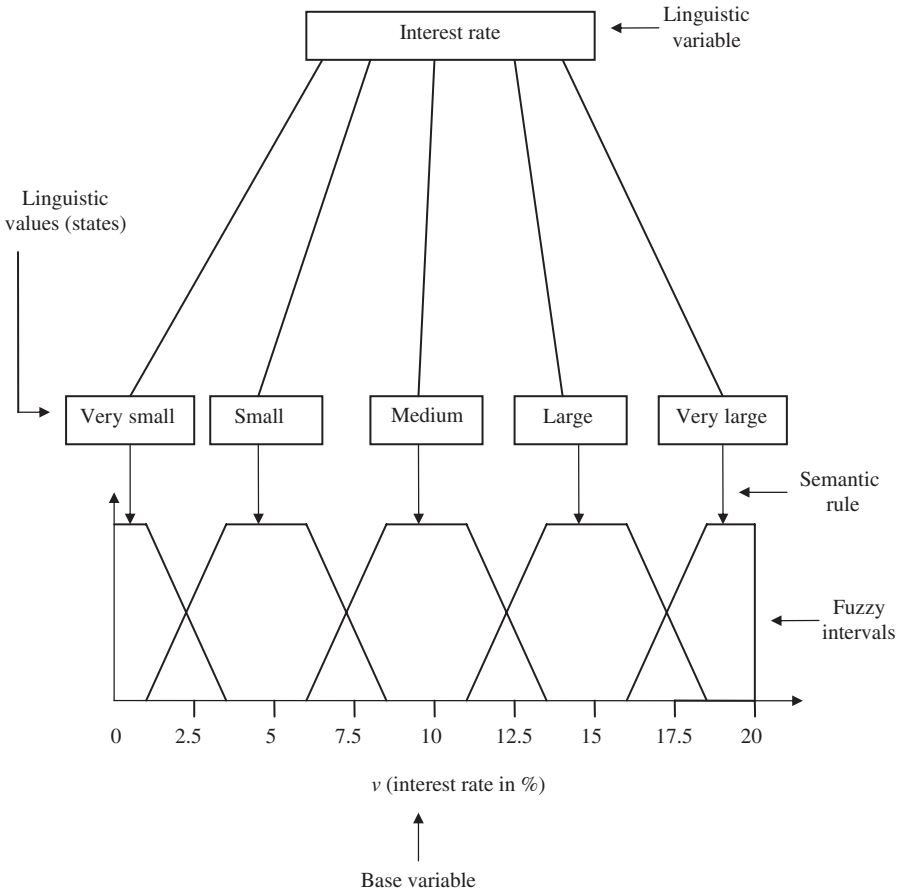 Interest rate
Linguistic
variable
Linguistic
values (states)
Very small
Small
Medium
Large
Very large
Semantic
rule
Fuzzy
intervals
0 2.5 5 7.5 10 12.5 15 17.5 20
v (interest rate in %)
Base variable